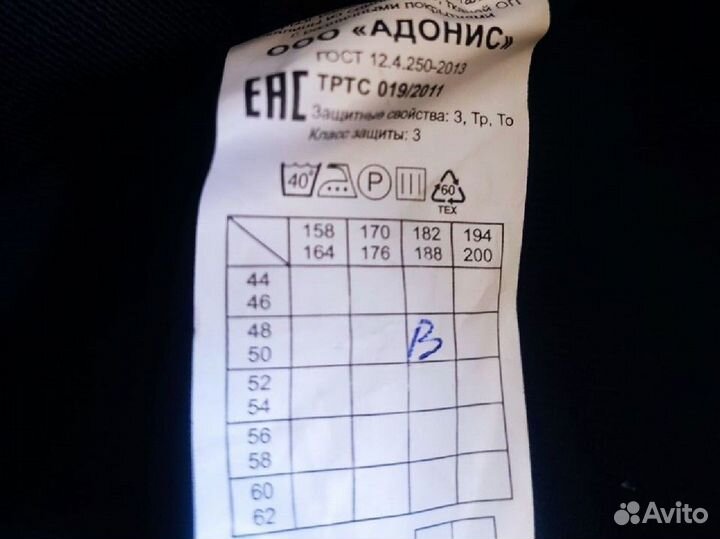 с
покрытиями
ООО «АДОНИС»
ГОСТ 12.4.250-2013
ЕАС ТРТС 019/2011
Защитные свойства: З, Тр, То
Класс защиты: 3
40° P
60
ТЕХ
158 170 182 194
164 176 188 200
44
46
48
50
В
52
54
56
58
60
62
Avito